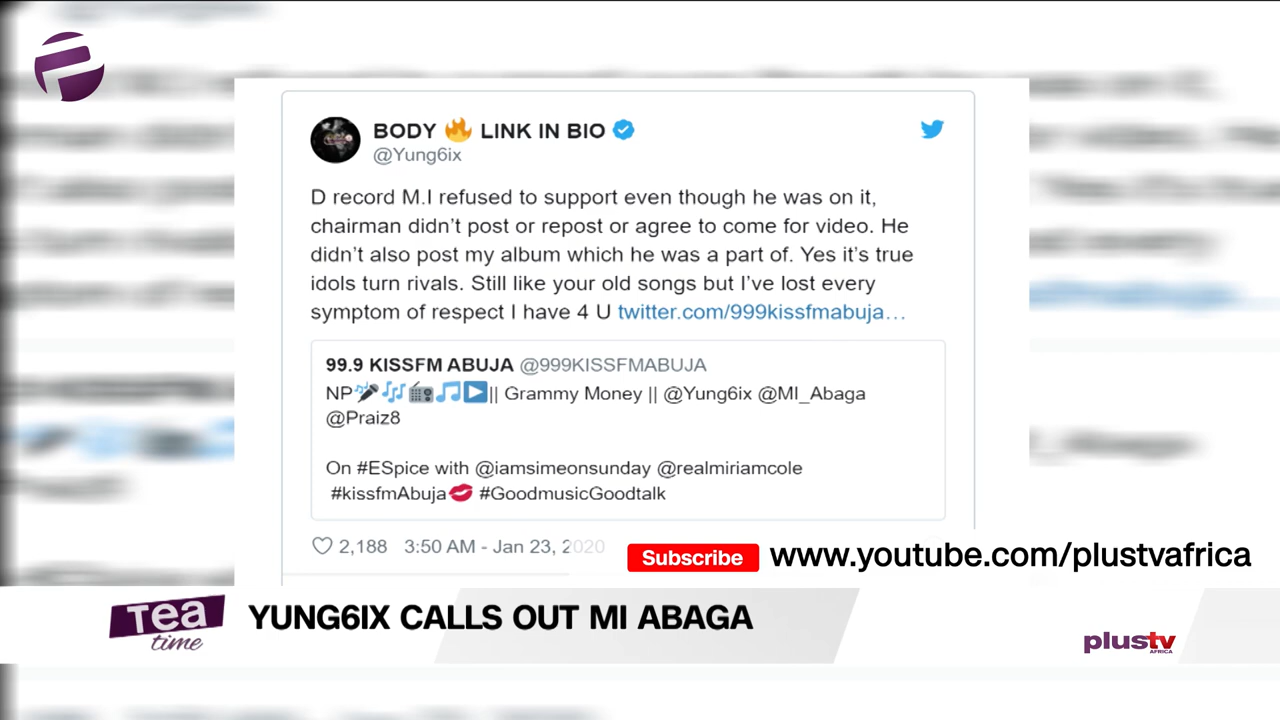 BODY 🔥 LINK IN BIO
@Yung6ix
D record M.I refused to support even though he was on it,
chairman didn't post or repost or agree to come for video. He
didn't also post my album which he was a part of. Yes it's true
idols turn rivals. Still like your old songs but I've lost every
symptom of respect I have 4 U twitter.com/999kissfmabuja…
99.9 KISSFM ABUJA @999KISSFMABUJA
NP🎤🎶📻🎵▶️|| Grammy Money || @Yung6ix @MI_Abaga
@Praiz8
On #ESpice with @iamsimeonsunday @realmiriamcole
#kissfmAbuja💋 #GoodmusicGoodtalk
2,188 3:50 AM - Jan 23, 2020
Subscribe www.youtube.com/plustvafrica
Tea
time
YUNG6IX CALLS OUT MI ABAGA
plustv
AFRICA